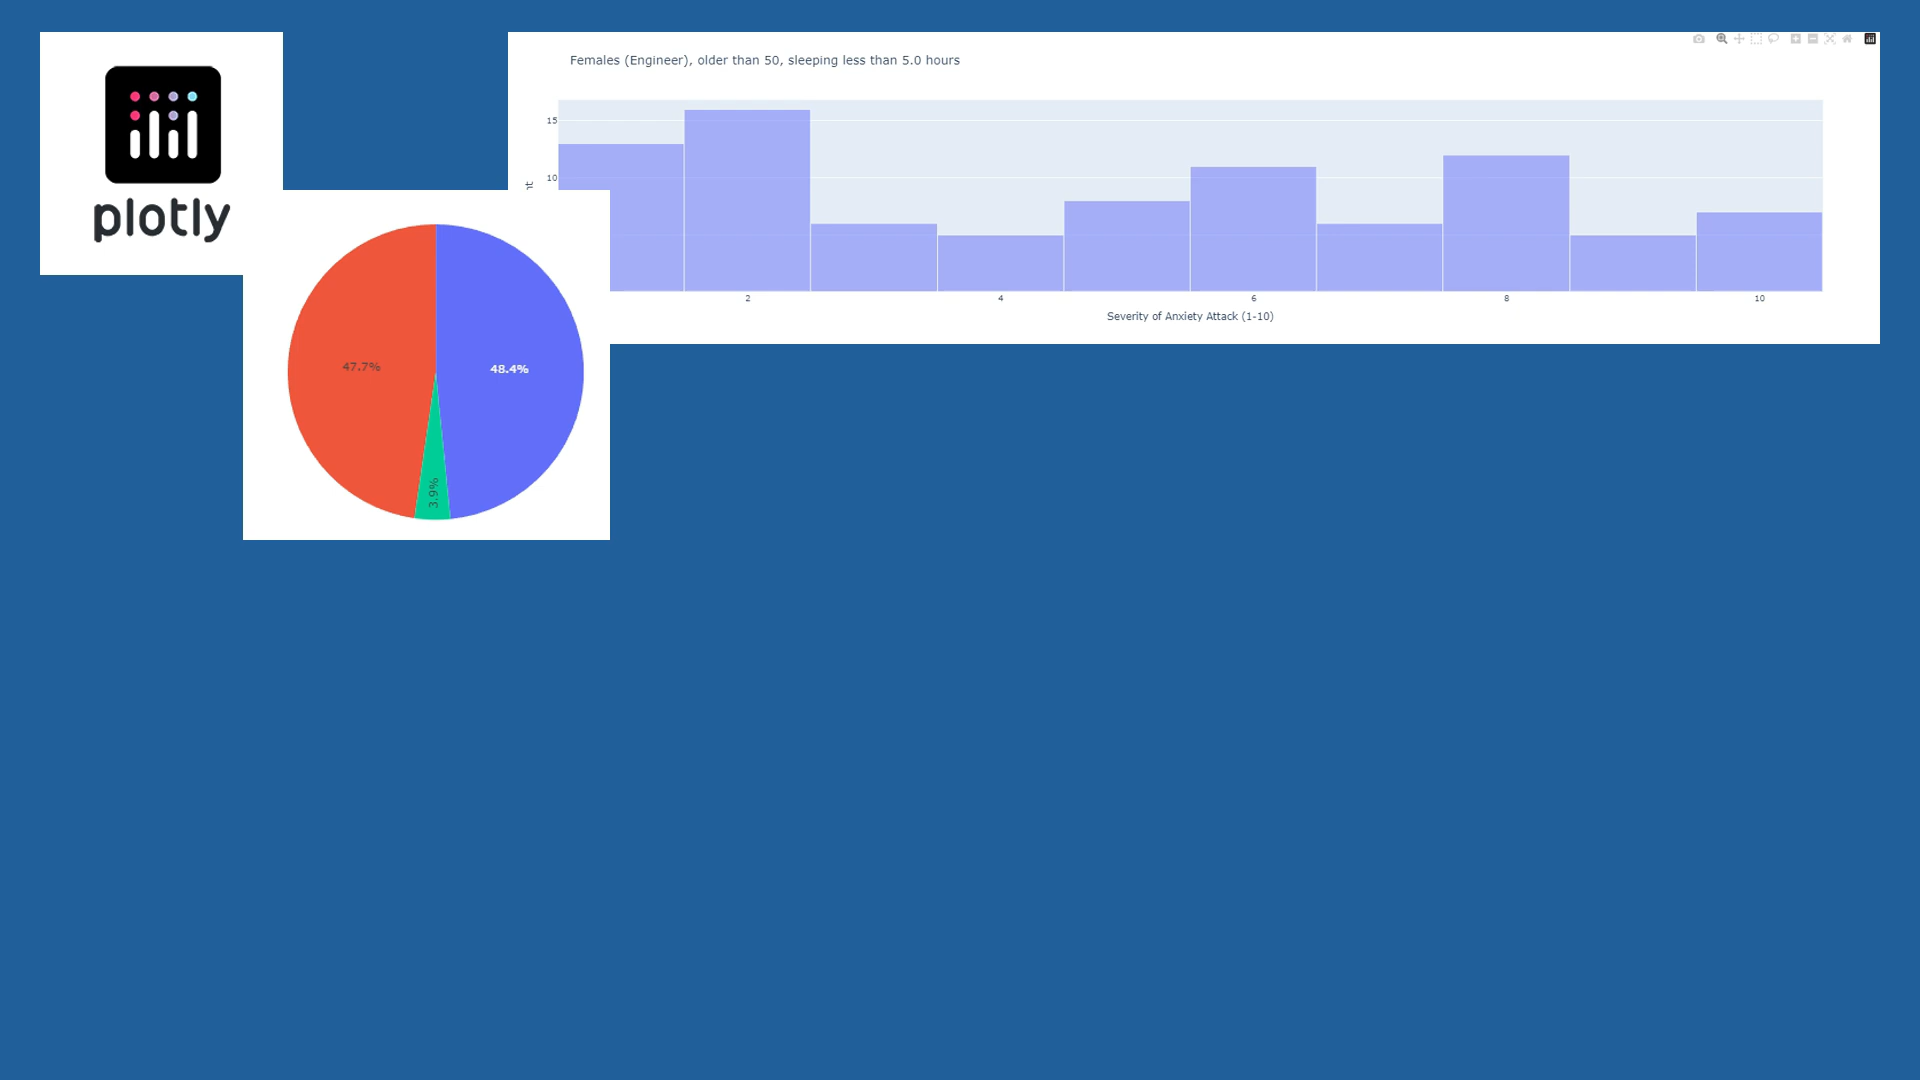 plotly
Females (Engineer), older than 50, sleeping less than 5.0 hours
15
10
2 4 6 8 10
Severity of Anxiety Attack (1-10)
47.7%
48.4%
3.9%